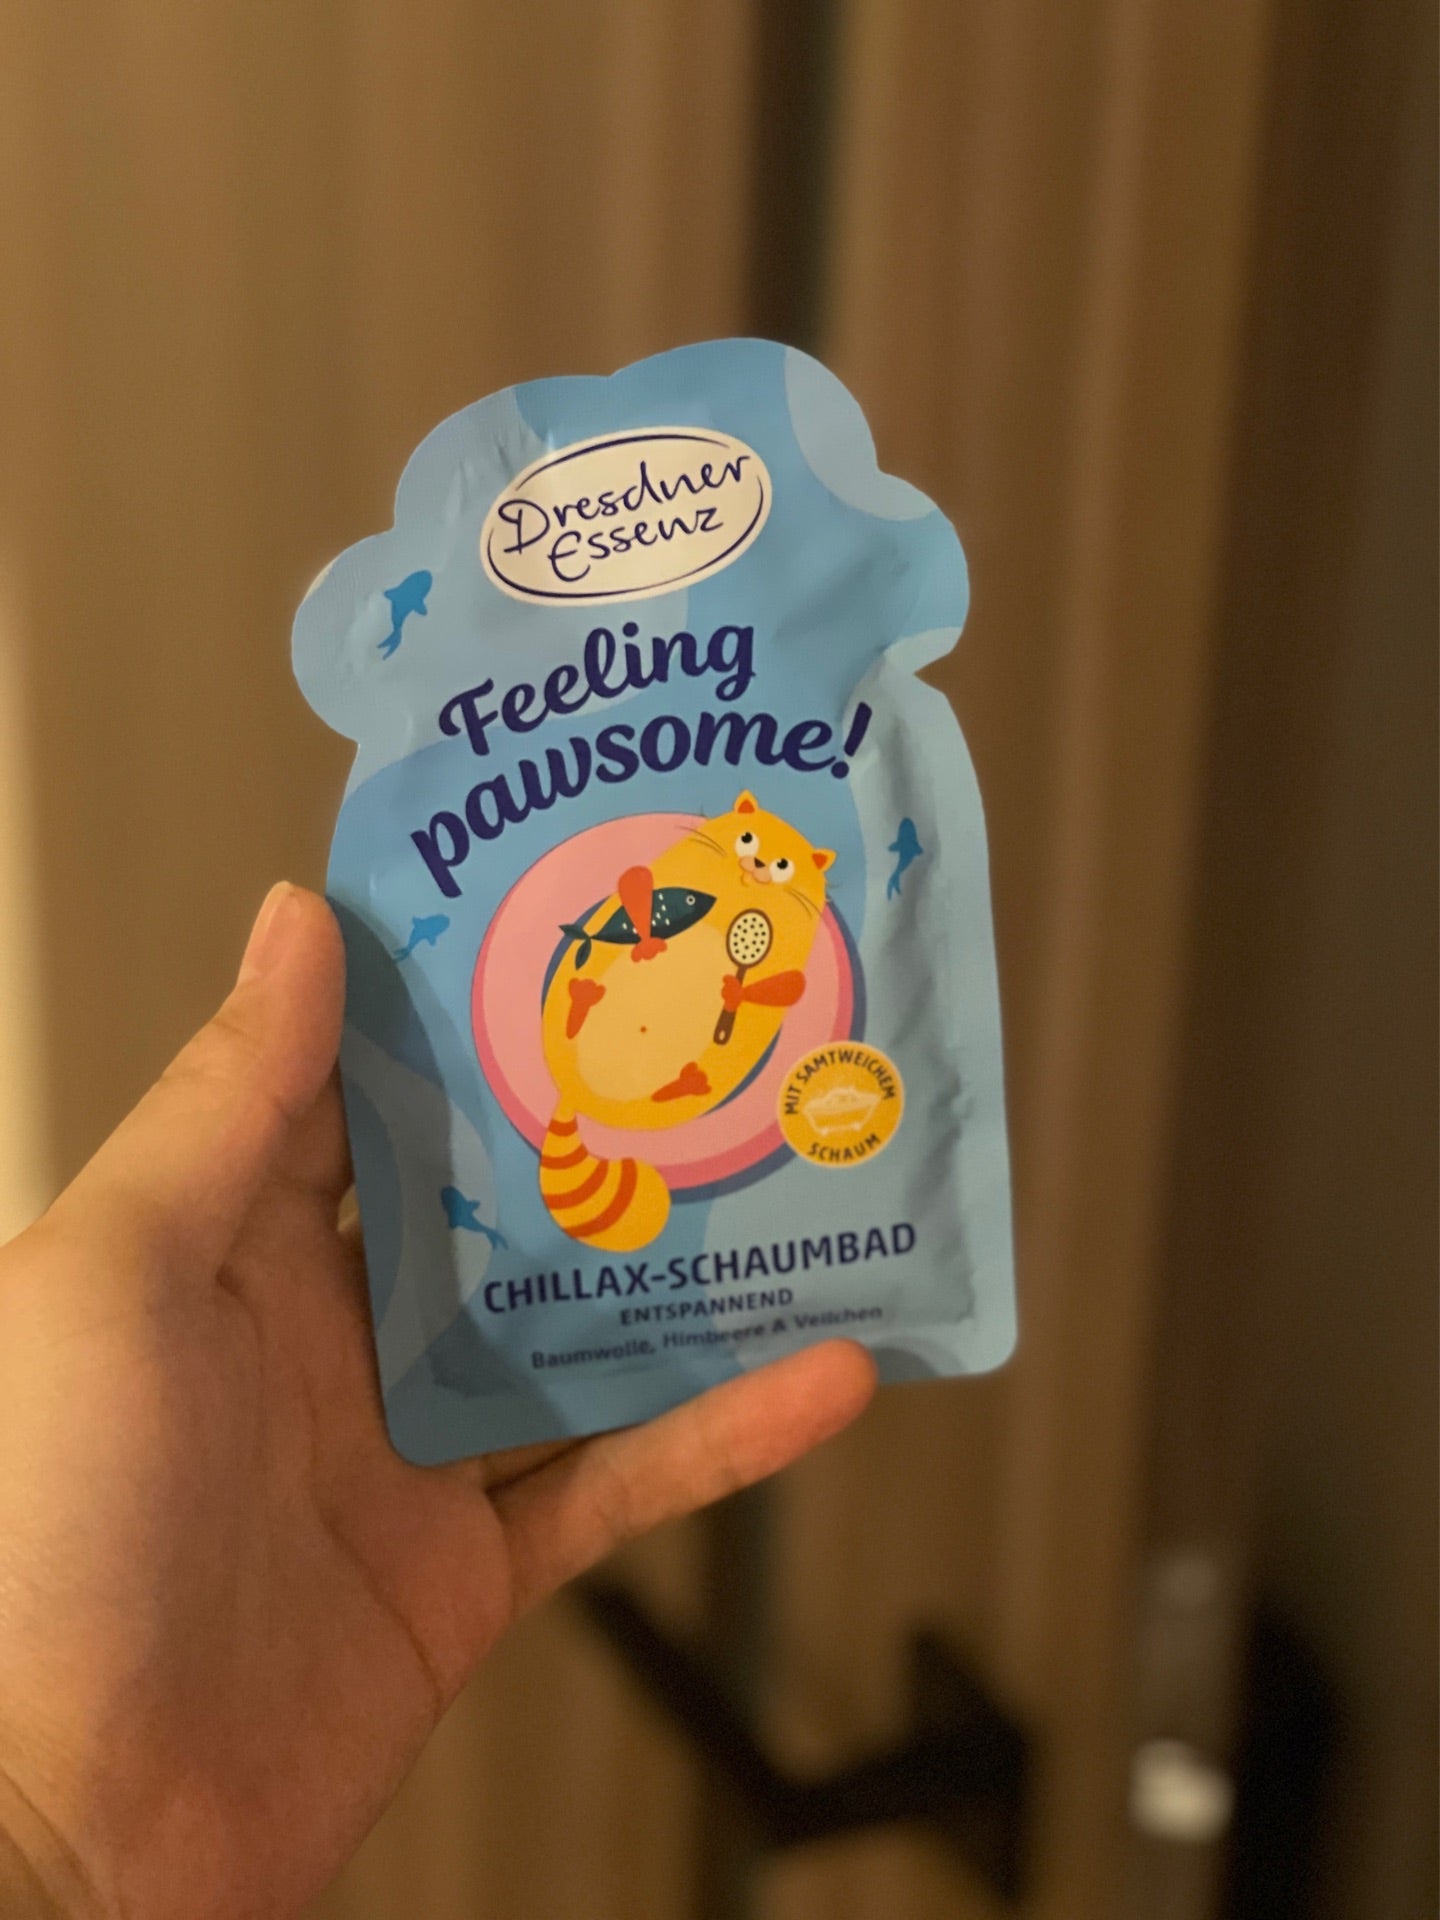 Dresdner
Essenz
Feeling
pawsome!
MIT SAMTWEICHEM
SCHAUM
CHILLAX-SCHAUMBAD
ENTSPANNEND
Baumwolle, Himbeere & Veilchen